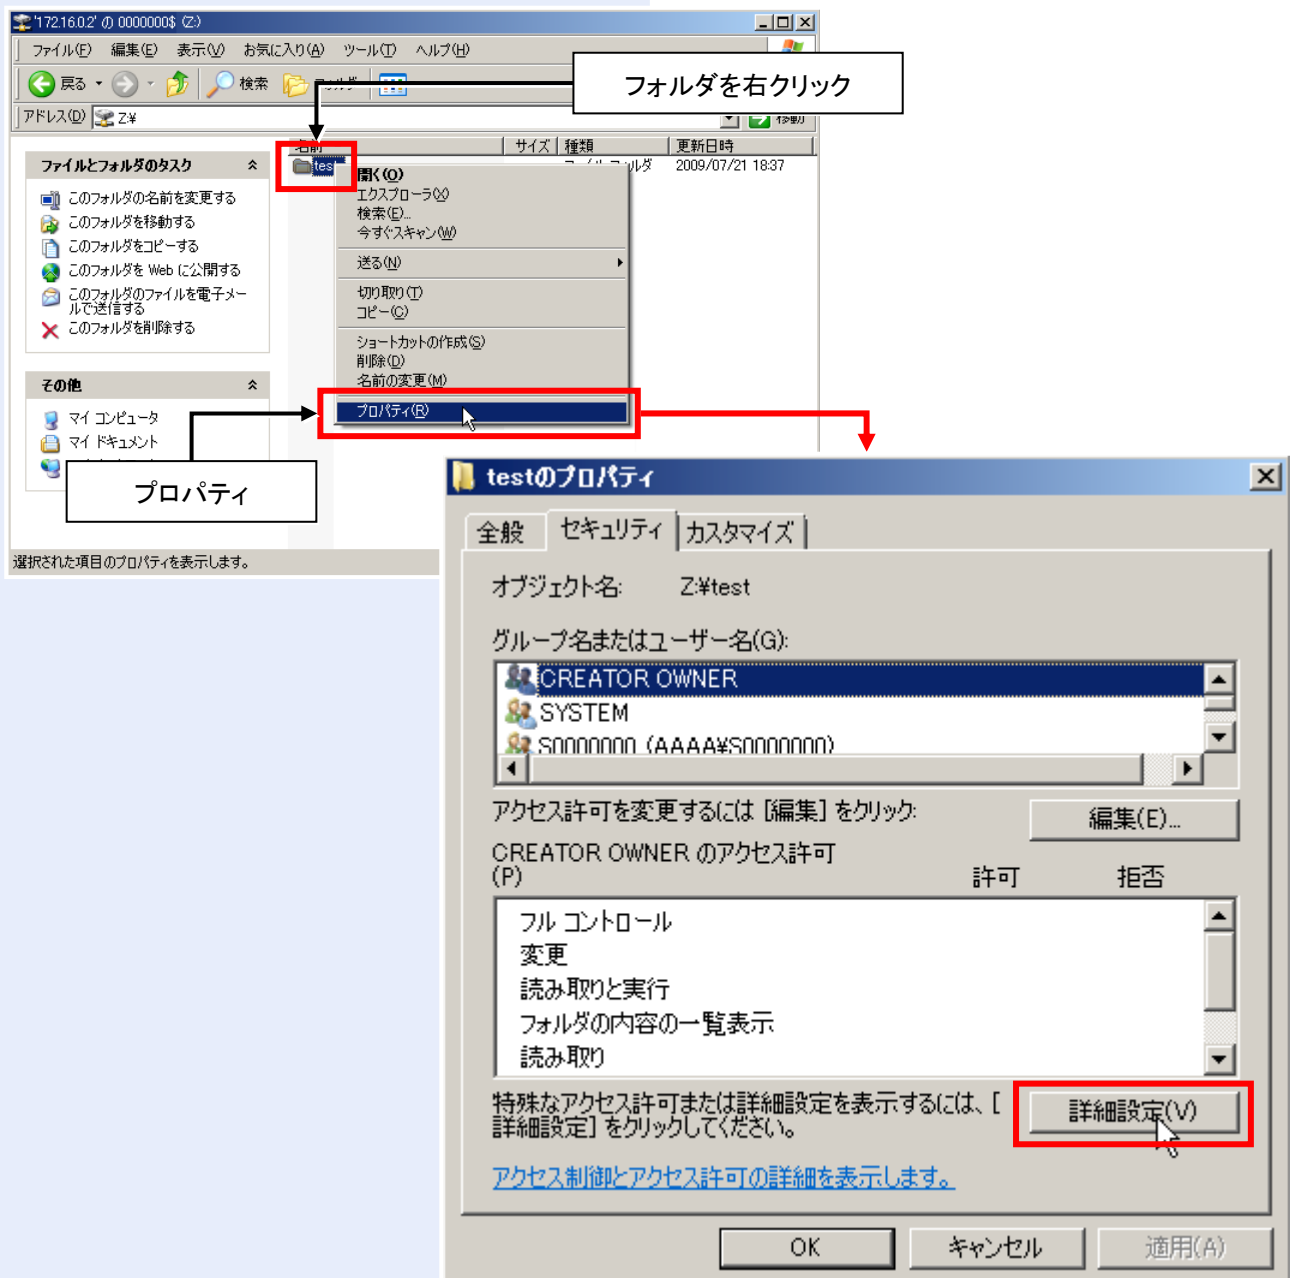 '172.16.0.2' の 0000000$ (Z:)
ファイル(F) 編集(E) 表示(V) お気に入り(A) ツール(T) ヘルプ(H)
戻る 検索
アドレス(D) Z:¥ 移動
フォルダを右クリック
ファイルとフォルダのタスク
このフォルダの名前を変更する
このフォルダを移動する
このフォルダをコピーする
このフォルダを Web に公開する
このフォルダのファイルを電子メー
ルで送信する
このフォルダを削除する
その他
マイ コンピュータ
マイ ドキュメント
プロパティ
名前 サイズ 種類 更新日時
test 2009/07/21 18:37
開く(O)
エクスプローラ(X)
検索(E)...
今すぐスキャン(W)
送る(N)
切り取り(T)
コピー(C)
ショートカットの作成(S)
削除(D)
名前の変更(M)
プロパティ(R)
選択された項目のプロパティを表示します。
testのプロパティ
全般 セキュリティ カスタマイズ
オブジェクト名: Z:¥test
グループ名またはユーザー名(G):
CREATOR OWNER
SYSTEM
S0000000 (AAAA¥S0000000)
アクセス許可を変更するには [編集] をクリック:
編集(E)...
CREATOR OWNER のアクセス許可
(P) 許可 拒否
フル コントロール
変更
読み取りと実行
フォルダの内容の一覧表示
読み取り
特殊なアクセス許可または詳細設定を表示するには、[
詳細設定] をクリックしてください。
詳細設定(V)
アクセス制御とアクセス許可の詳細を表示します。
OK キャンセル 適用(A)